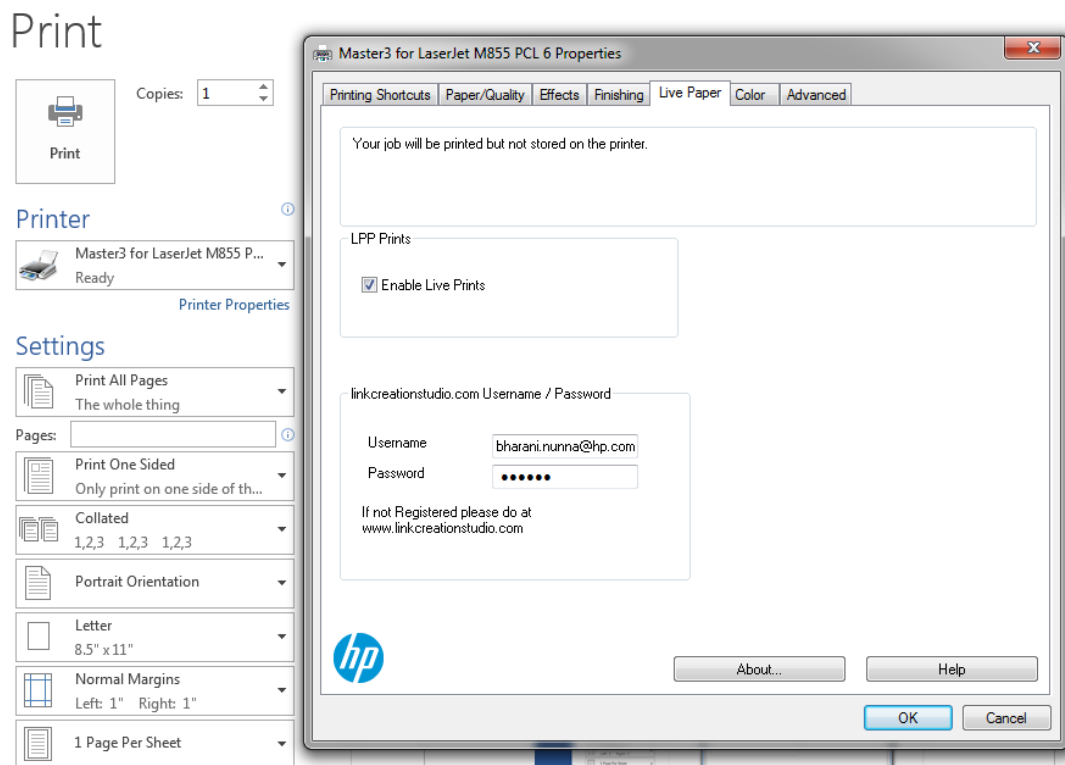 Print
Copies: 1
Print
Printer
Master3 for LaserJet M855 P...
Ready
Printer Properties
Settings
Print All Pages
The whole thing
Pages:
Print One Sided
Only print on one side of th...
Collated
1,2,3 1,2,3 1,2,3
Portrait Orientation
Letter
8.5" x 11"
Normal Margins
Left: 1" Right: 1"
1 Page Per Sheet
Master3 for LaserJet M855 PCL 6 Properties
Printing Shortcuts Paper/Quality Effects Finishing Live Paper Color Advanced
Your job will be printed but not stored on the printer.
LPP Prints
Enable Live Prints
linkcreationstudio.com Username / Password
Username bharani.nunna@hp.com
Password ••••••
If not Registered please do at
www.linkcreationstudio.com
hp
About... Help
OK Cancel